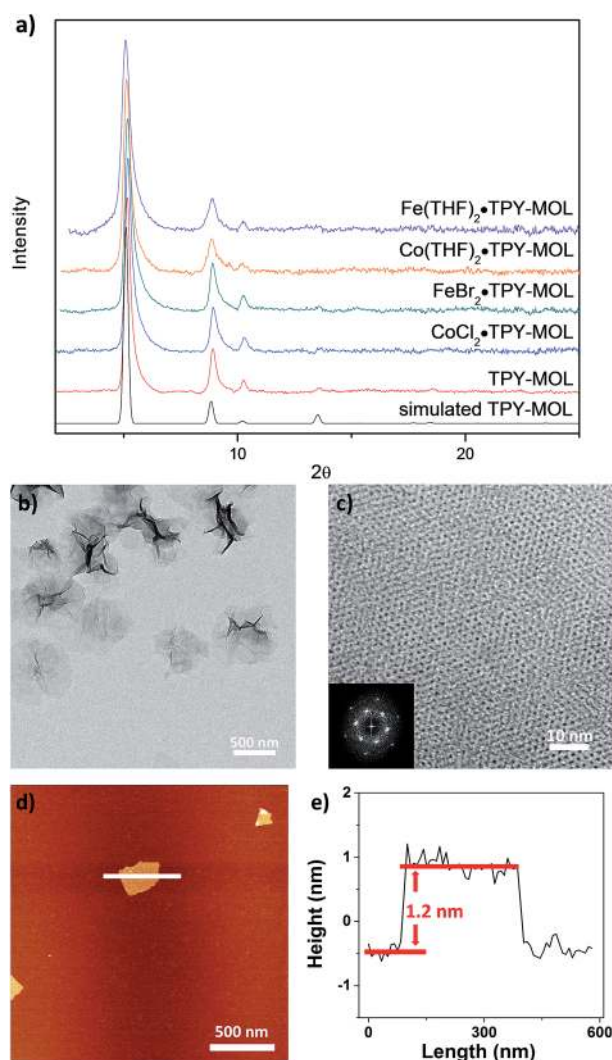 a)
Intensity
Fe(THF)₂•TPY-MOL
Co(THF)₂•TPY-MOL
FeBr₂•TPY-MOL
CoCl₂•TPY-MOL
TPY-MOL
simulated TPY-MOL
10 20
2θ
b)
500 nm
c)
10 nm
d)
500 nm
e)
Height (nm)
2
1
0
-1
1.2 nm
0 300 600
Length (nm)